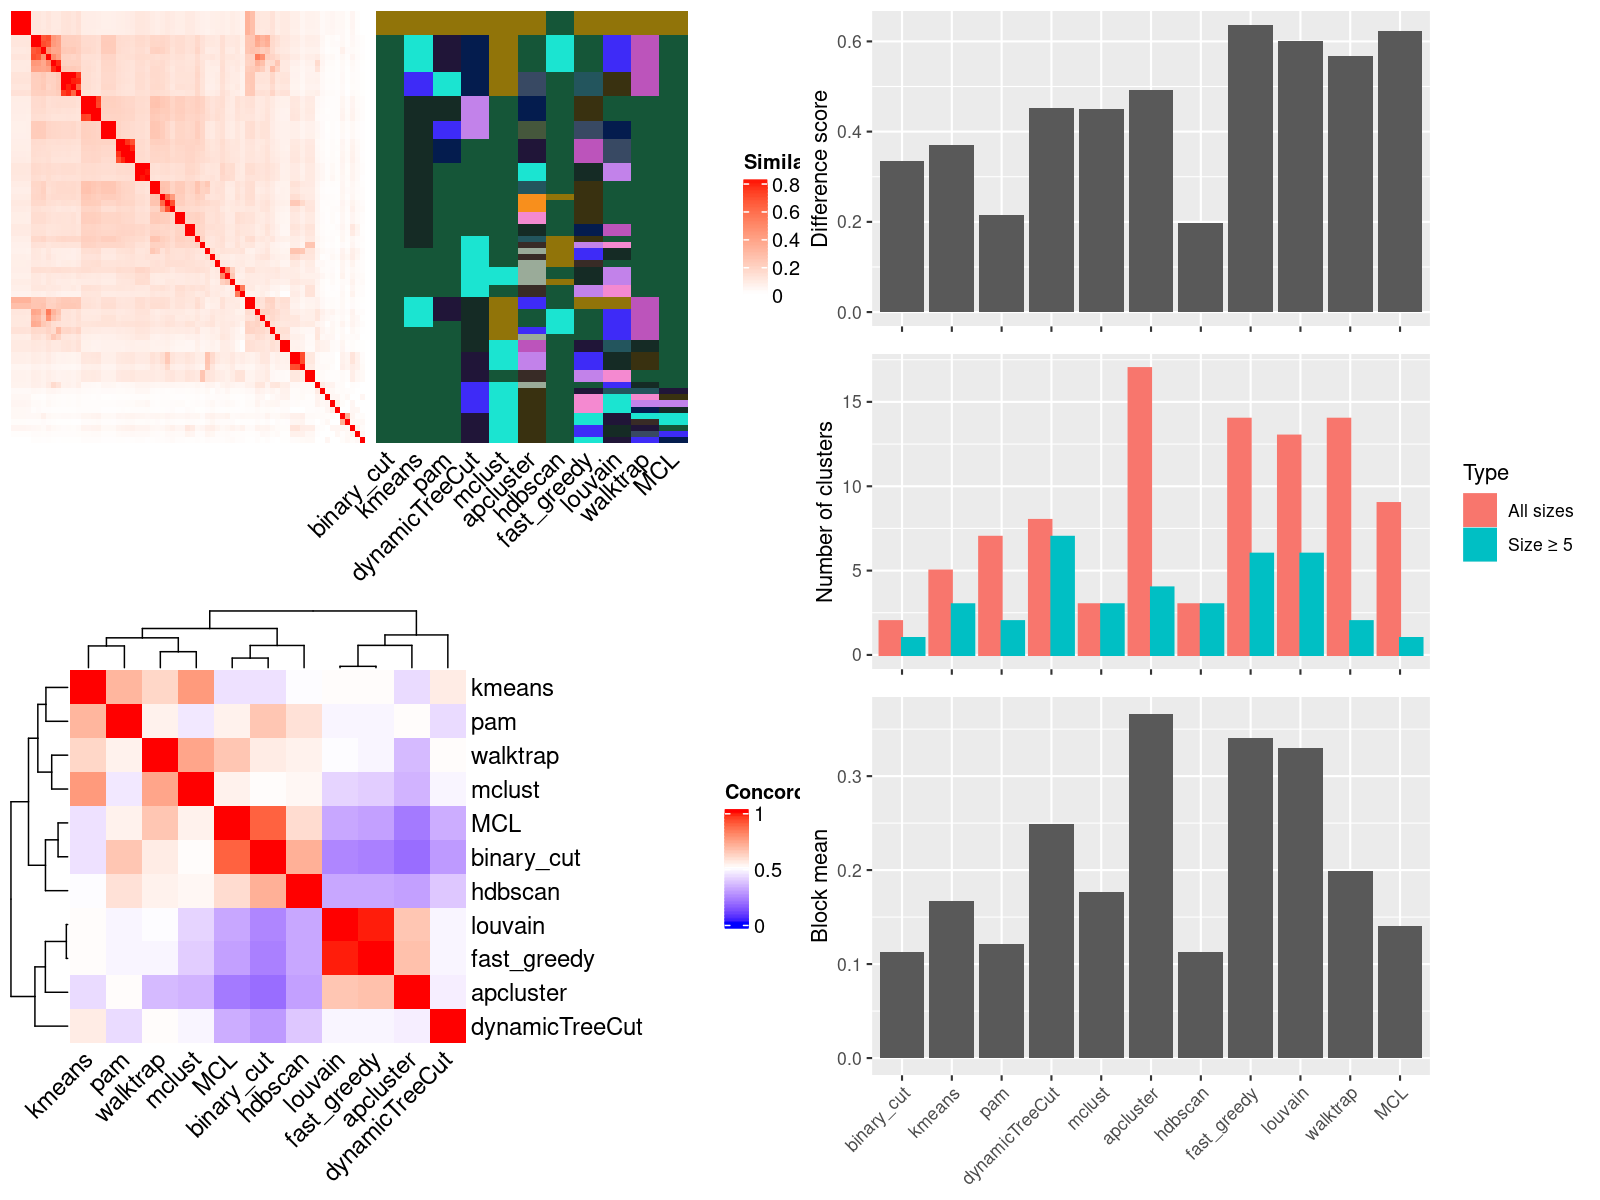 Simila
0.8
0.6
0.4
0.2
0
binary_cut
kmeans
pam
dynamicTreeCut
mclust
apcluster
hdbscan
fast_greedy
louvain
walktrap
MCL
Difference score
0.6
0.4
0.2
0.0
Number of clusters
15
10
5
0
Type
All sizes
Size ≥ 5
kmeans
pam
walktrap
mclust
MCL
binary_cut
hdbscan
louvain
fast_greedy
apcluster
dynamicTreeCut
kmeans
pam
walktrap
mclust
MCL
binary_cut
hdbscan
louvain
fast_greedy
apcluster
dynamicTreeCut
Concord
1
0.5
0
Block mean
0.3
0.2
0.1
0.0
binary_cut
kmeans
pam
dynamicTreeCut
mclust
apcluster
hdbscan
fast_greedy
louvain
walktrap
MCL